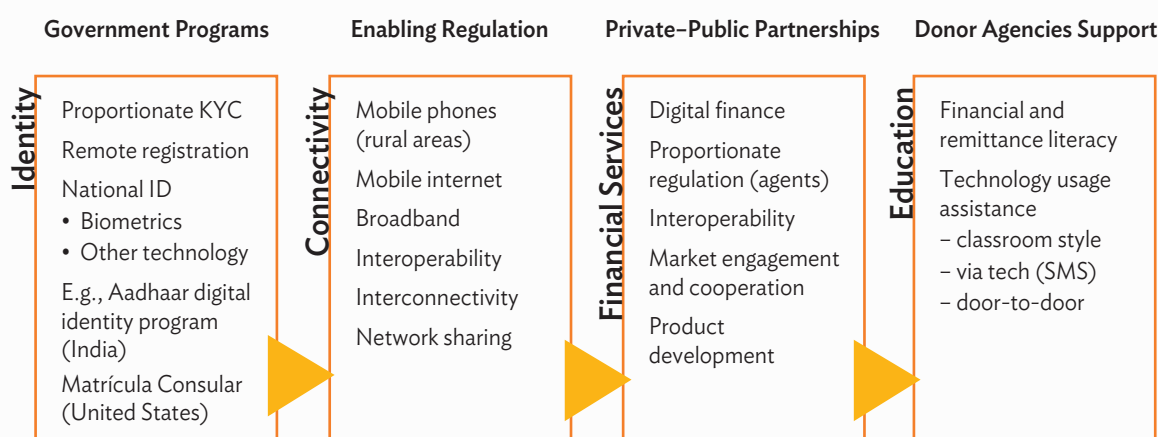 Government Programs
Identity
Proportionate KYC
Remote registration
National ID
• Biometrics
• Other technology
E.g., Aadhaar digital
identity program
(India)
Matrícula Consular
(United States)
Enabling Regulation
Connectivity
Mobile phones
(rural areas)
Mobile internet
Broadband
Interoperability
Interconnectivity
Network sharing
Private–Public Partnerships
Financial Services
Digital finance
Proportionate
regulation (agents)
Interoperability
Market engagement
and cooperation
Product
development
Donor Agencies Support
Education
Financial and
remittance literacy
Technology usage
assistance
– classroom style
– via tech (SMS)
– door-to-door